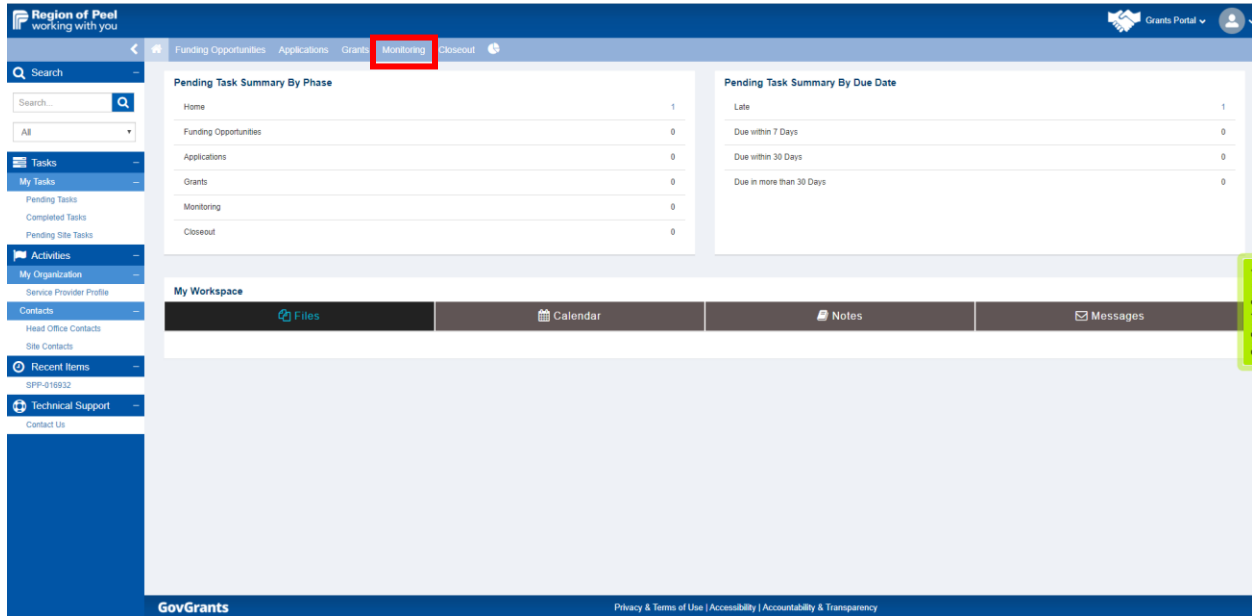 Region of Peel
working with you
Grants Portal
Funding Opportunities Applications Grants Monitoring Closeout
Search
Search...
All
Tasks
My Tasks
Pending Tasks
Completed Tasks
Pending Site Tasks
Activities
My Organization
Service Provider Profile
Contacts
Head Office Contacts
Site Contacts
Recent Items
SPP-016932
Technical Support
Contact Us
Pending Task Summary By Phase
Home 1
Funding Opportunities 0
Applications 0
Grants 0
Monitoring 0
Closeout 0
Pending Task Summary By Due Date
Late 1
Due within 7 Days 0
Due within 30 Days 0
Due in more than 30 Days 0
My Workspace
Files Calendar Notes Messages
GovGrants
Privacy & Terms of Use | Accessibility | Accountability & Transparency